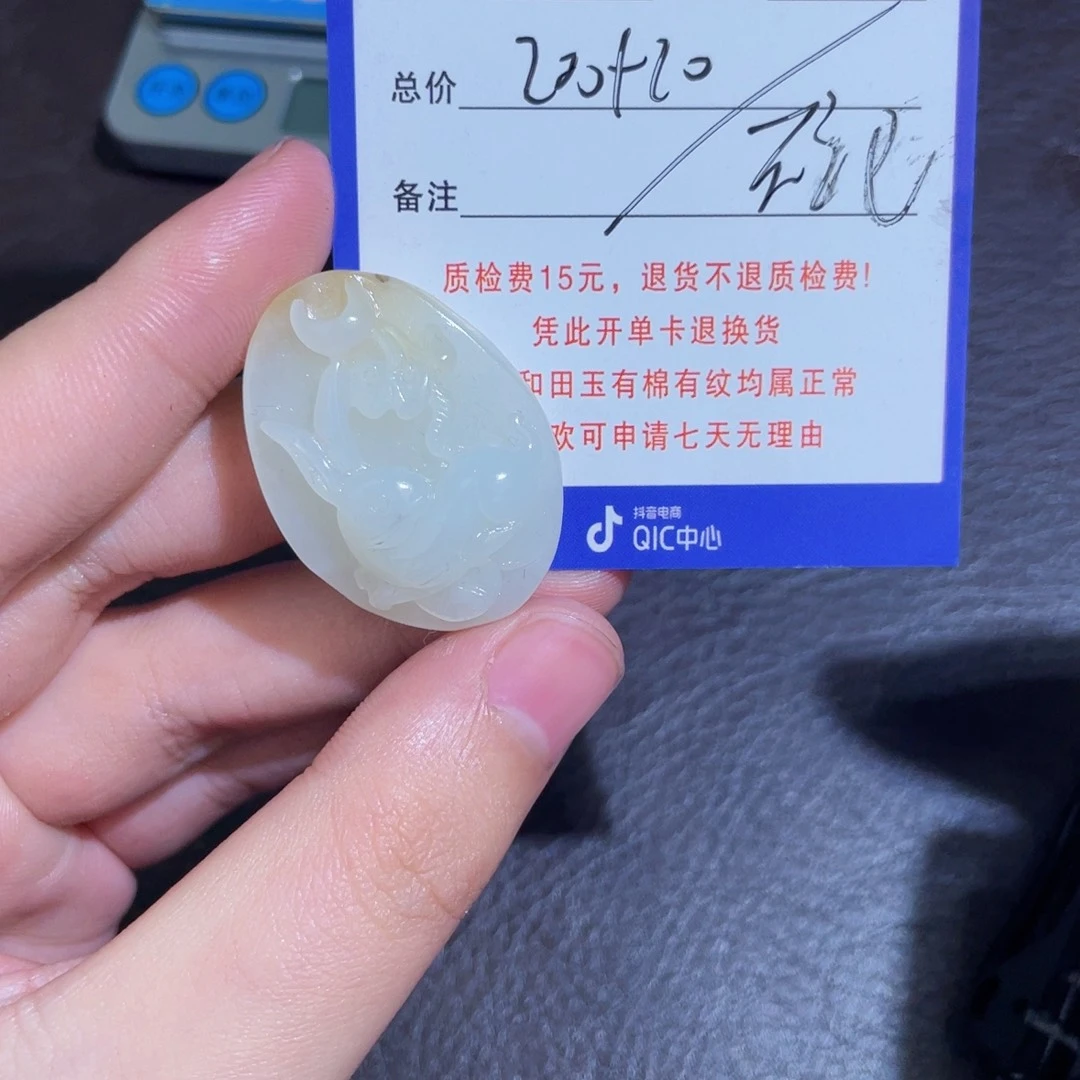 总价 200+20
备注
质检费15元，退货不退质检费！
凭此开单卡退换货
和田玉有棉有纹均属正常
欢可申请七天无理由
抖音电商
QIC中心